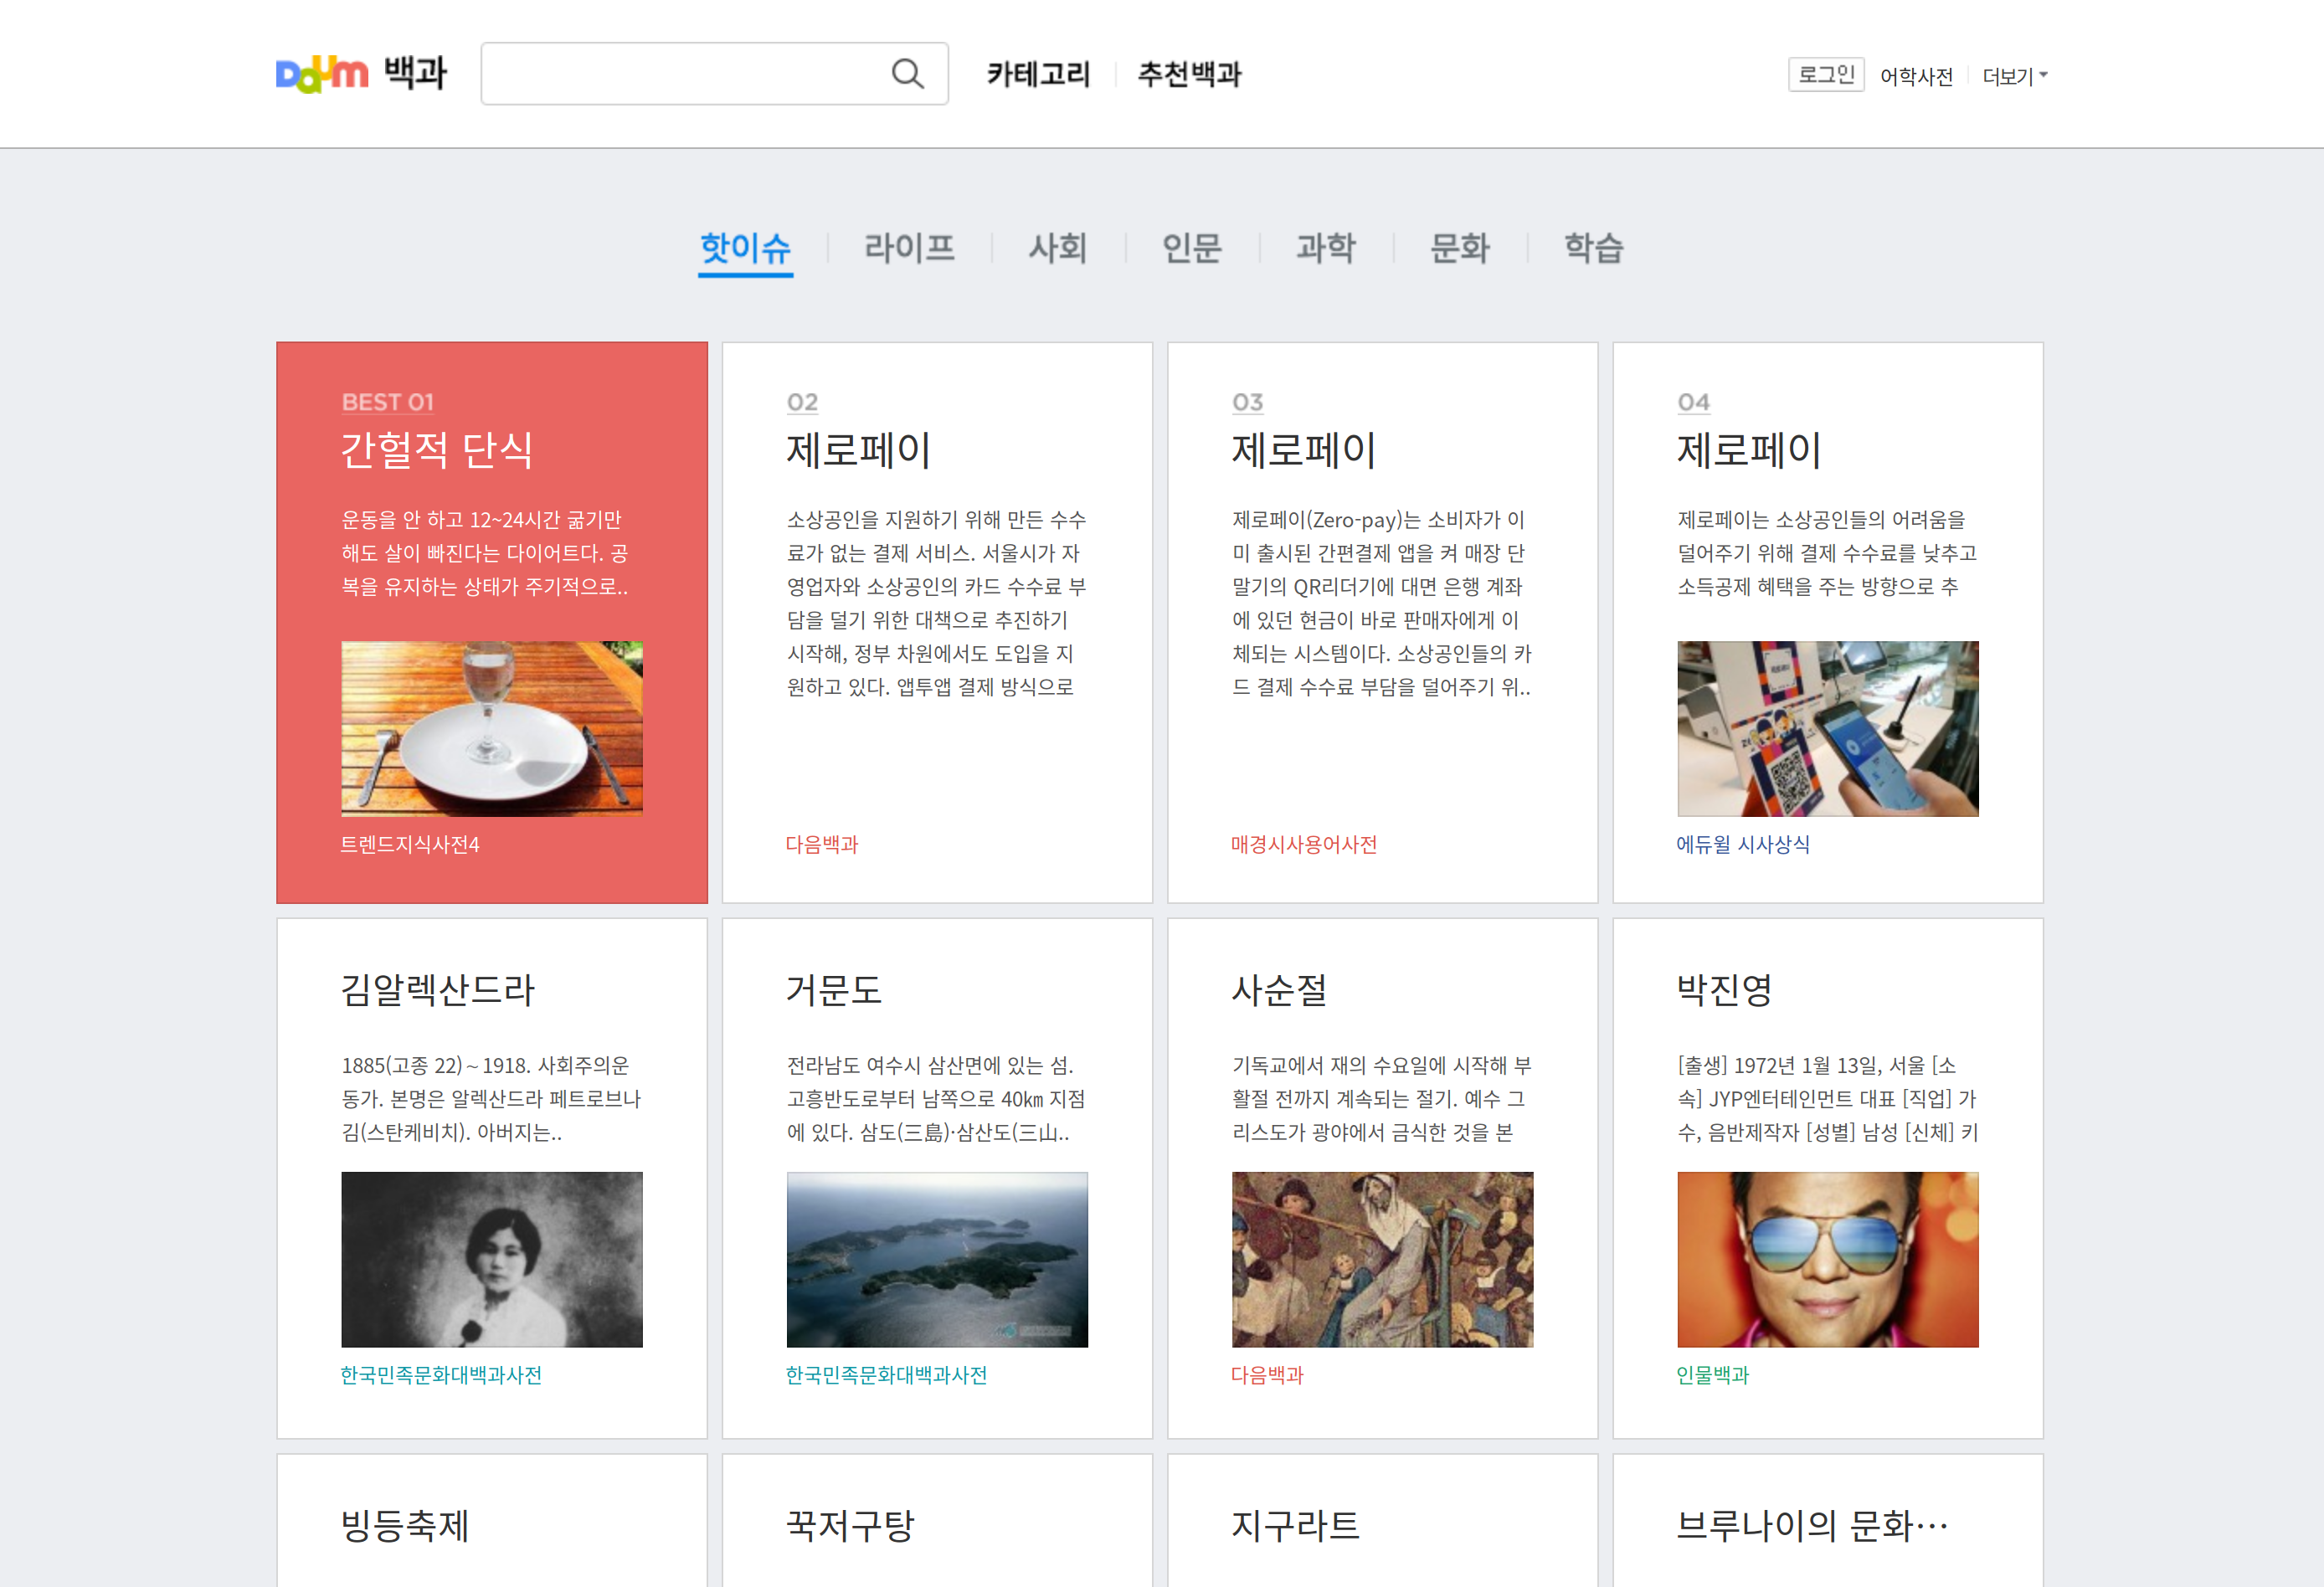 Daum 백과
카테고리
추천백과
로그인
어학사전
더보기
핫이슈
라이프
사회
인문
과학
문화
학습
BEST 01
간헐적 단식
운동을 안 하고 12~24시간 굶기만
해도 살이 빠진다는 다이어트다. 공
복을 유지하는 상태가 주기적으로..
트렌드지식사전4
02
제로페이
소상공인을 지원하기 위해 만든 수수
료가 없는 결제 서비스. 서울시가 자
영업자와 소상공인의 카드 수수료 부
담을 덜기 위한 대책으로 추진하기
시작해, 정부 차원에서도 도입을 지
원하고 있다. 앱투앱 결제 방식으로
다음백과
03
제로페이
제로페이(Zero-pay)는 소비자가 이
미 출시된 간편결제 앱을 켜 매장 단
말기의 QR리더기에 대면 은행 계좌
에 있던 현금이 바로 판매자에게 이
체되는 시스템이다. 소상공인들의 카
드 결제 수수료 부담을 덜어주기 위..
매경시사용어사전
04
제로페이
제로페이는 소상공인들의 어려움을
덜어주기 위해 결제 수수료를 낮추고
소득공제 혜택을 주는 방향으로 추
에듀윌 시사상식
김알렉산드라
1885(고종 22)～1918. 사회주의운
동가. 본명은 알렉산드라 페트로브나
김(스탄케비치). 아버지는..
한국민족문화대백과사전
거문도
전라남도 여수시 삼산면에 있는 섬.
고흥반도로부터 남쪽으로 40㎞ 지점
에 있다. 삼도(三島)·삼산도(三山..
한국민족문화대백과사전
사순절
기독교에서 재의 수요일에 시작해 부
활절 전까지 계속되는 절기. 예수 그
리스도가 광야에서 금식한 것을 본
다음백과
박진영
[출생] 1972년 1월 13일, 서울 [소
속] JYP엔터테인먼트 대표 [직업] 가
수, 음반제작자 [성별] 남성 [신체] 키
인물백과
빙등축제
꾹저구탕
지구라트
브루나이의 문화…